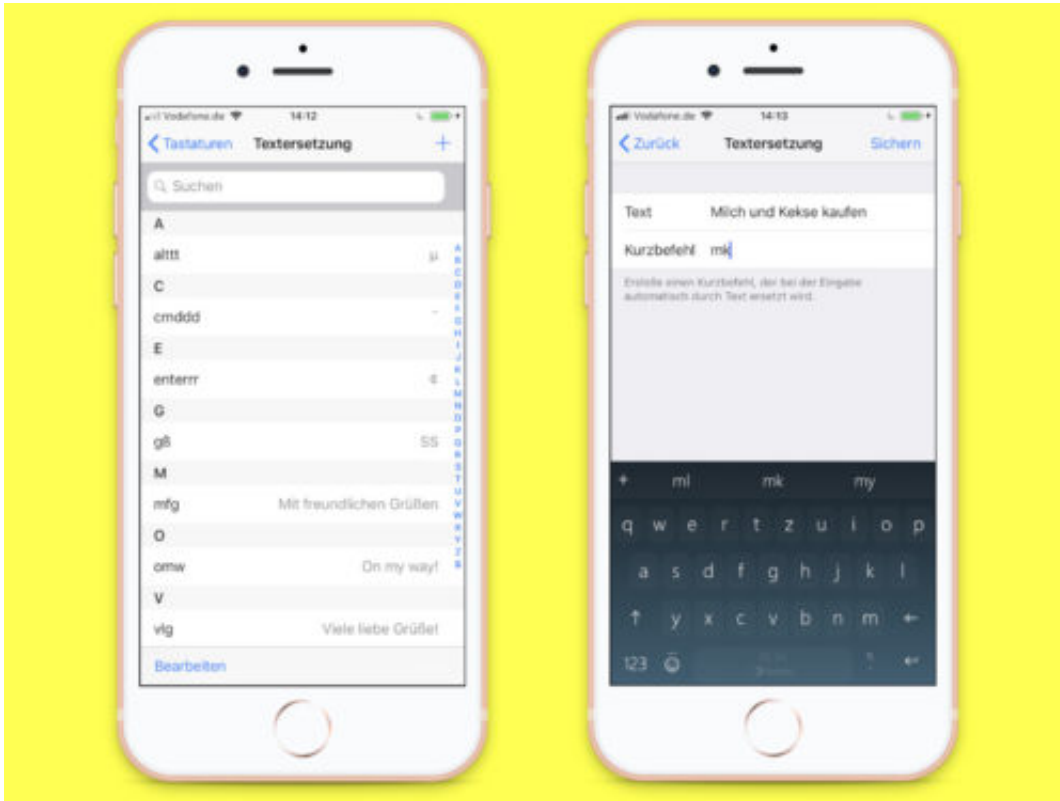 Vodafone.de 14:12
Tastaturen Textersetzung +
Suchen
A
alttt µ
C
cmddd
E
enterrr
G
gß SS
M
mfg Mit freundlichen Grüßen
O
omw On my way!
V
vlg Viele liebe Grüße!
Bearbeiten
A
B
C
D
E
F
G
H
I
J
K
L
M
N
O
P
Q
R
S
T
U
V
W
X
Y
Z
Vodafone.de 14:13
Zurück Textersetzung Sichern
Text Milch und Kekse kaufen
Kurzbefehl mk
Erstelle einen Kurzbefehl, der bei der Eingabe
automatisch durch Text ersetzt wird.
+ ml mk my
q w e r t z u i o p
a s d f g h j k l
y x c v b n m
123